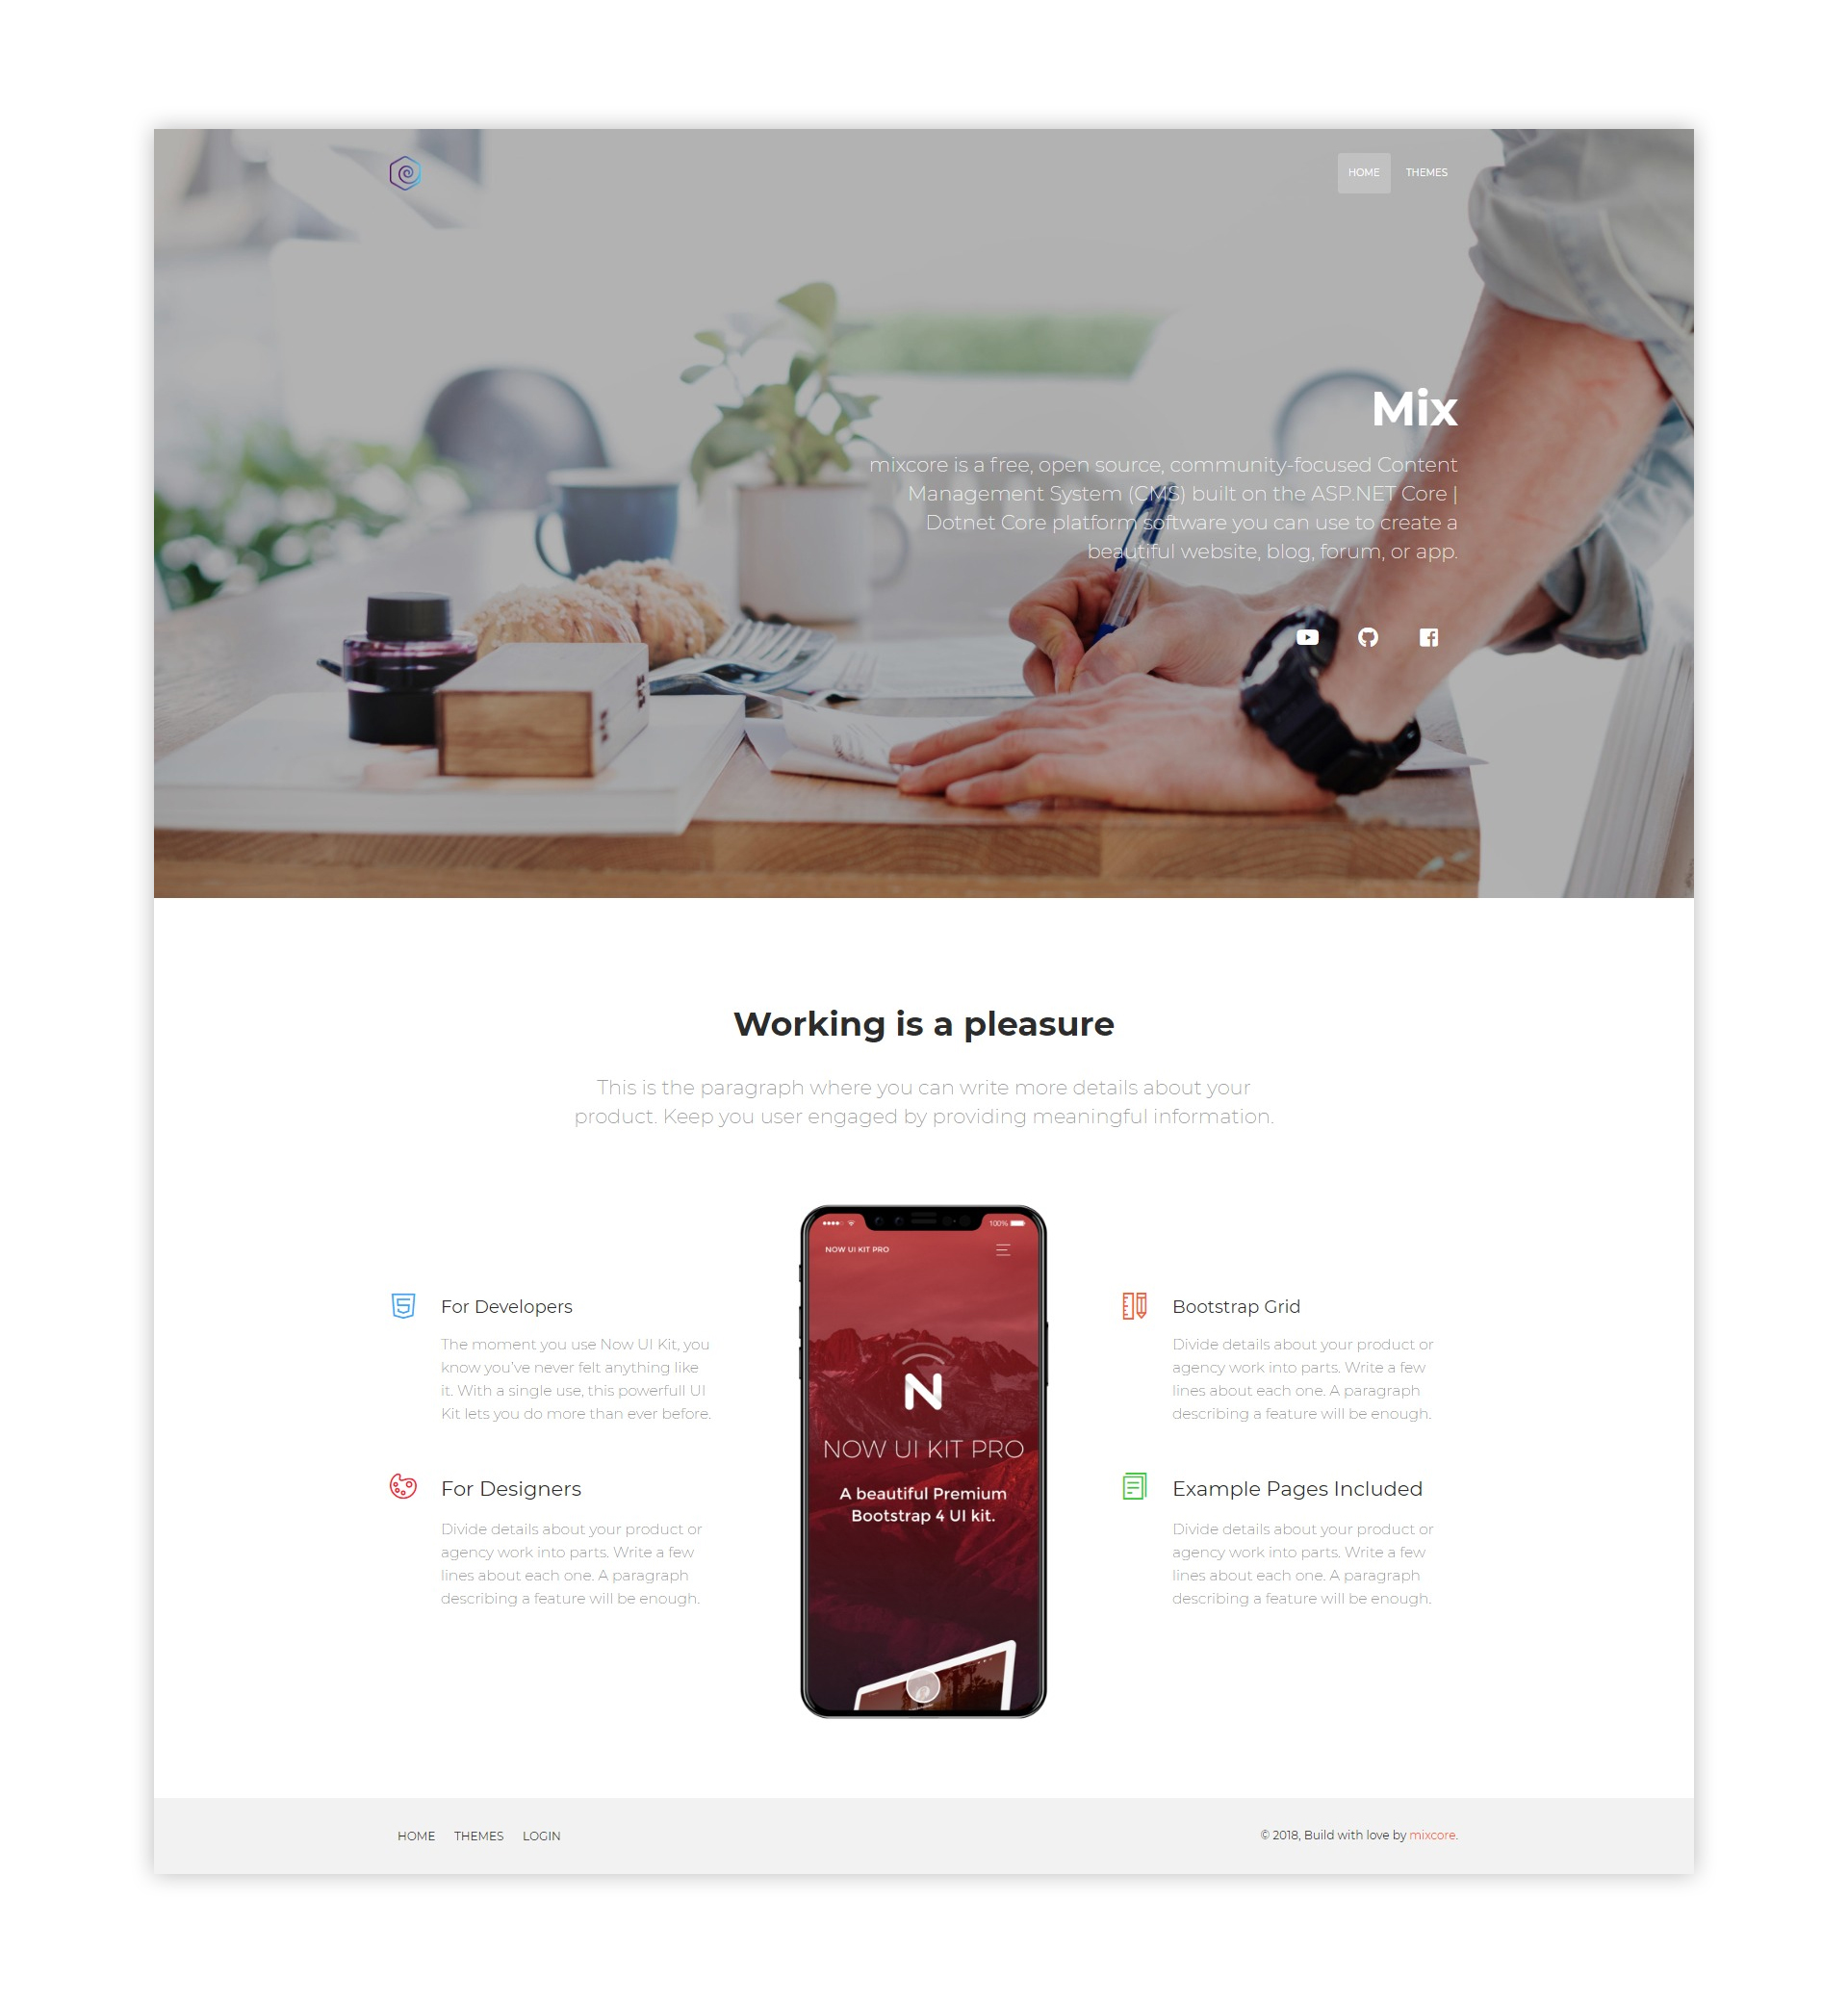 HOME THEMES
Mix
mixcore is a free, open source, community-focused Content
Management System (CMS) built on the ASP.NET Core |
Dotnet Core platform software you can use to create a
beautiful website, blog, forum, or app.
Working is a pleasure
This is the paragraph where you can write more details about your
product. Keep you user engaged by providing meaningful information.
For Developers
The moment you use Now UI Kit, you
know you've never felt anything like
it. With a single use, this powerfull UI
Kit lets you do more than ever before.
For Designers
Divide details about your product or
agency work into parts. Write a few
lines about each one. A paragraph
describing a feature will be enough.
100%
NOW UI KIT PRO
N
NOW UI KIT PRO
A beautiful Premium
Bootstrap 4 UI kit.
Bootstrap Grid
Divide details about your product or
agency work into parts. Write a few
lines about each one. A paragraph
describing a feature will be enough.
Example Pages Included
Divide details about your product or
agency work into parts. Write a few
lines about each one. A paragraph
describing a feature will be enough.
HOME THEMES LOGIN
© 2018, Build with love by mixcore.